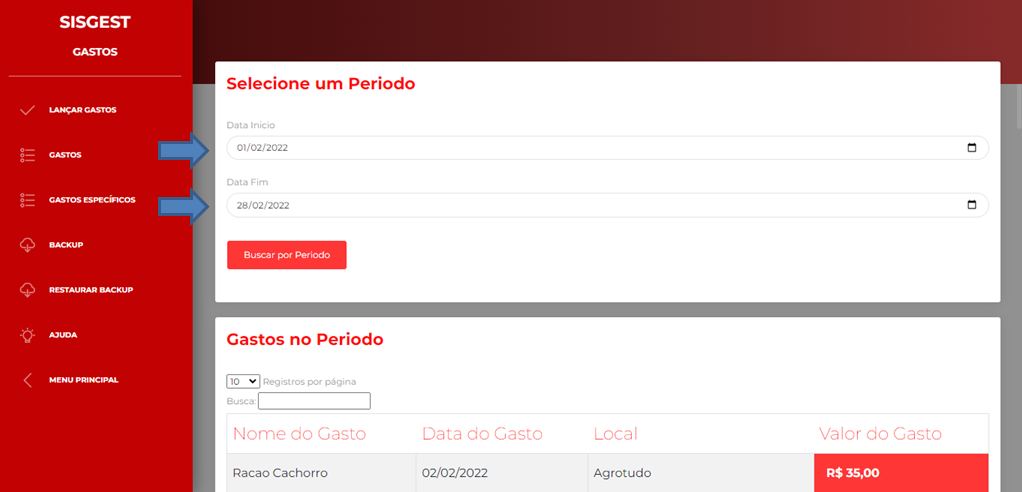 SISGEST
GASTOS
LANÇAR GASTOS
GASTOS
GASTOS ESPECÍFICOS
BACKUP
RESTAURAR BACKUP
AJUDA
MENU PRINCIPAL
Selecione um Periodo
Data Inicio
01/02/2022
Data Fim
28/02/2022
Buscar por Periodo
Gastos no Periodo
10 Registros por página
Busca:
Nome do Gasto Data do Gasto Local Valor do Gasto
Racao Cachorro 02/02/2022 Agrotudo R$ 35,00